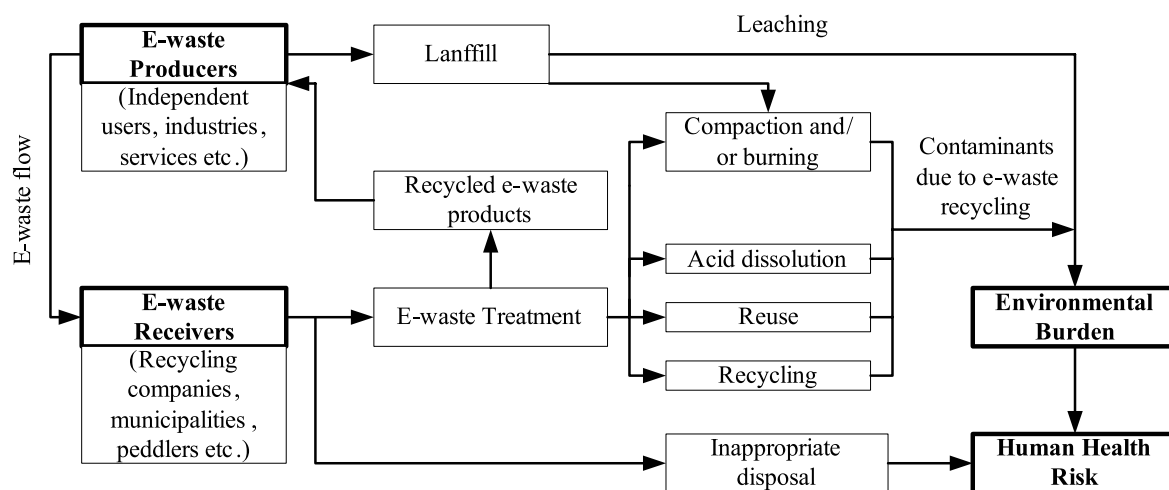 E-waste
Producers
(Independent
users, industries,
services etc.)
Lanffill
Leaching
Compaction and/
or burning
Contaminants
due to e-waste
recycling
E-waste flow
Recycled e-waste
products
Acid dissolution
E-waste
Receivers
(Recycling
companies,
municipalities ,
peddlers etc.)
E-waste Treatment
Reuse
Recycling
Environmental
Burden
Inappropriate
disposal
Human Health
Risk